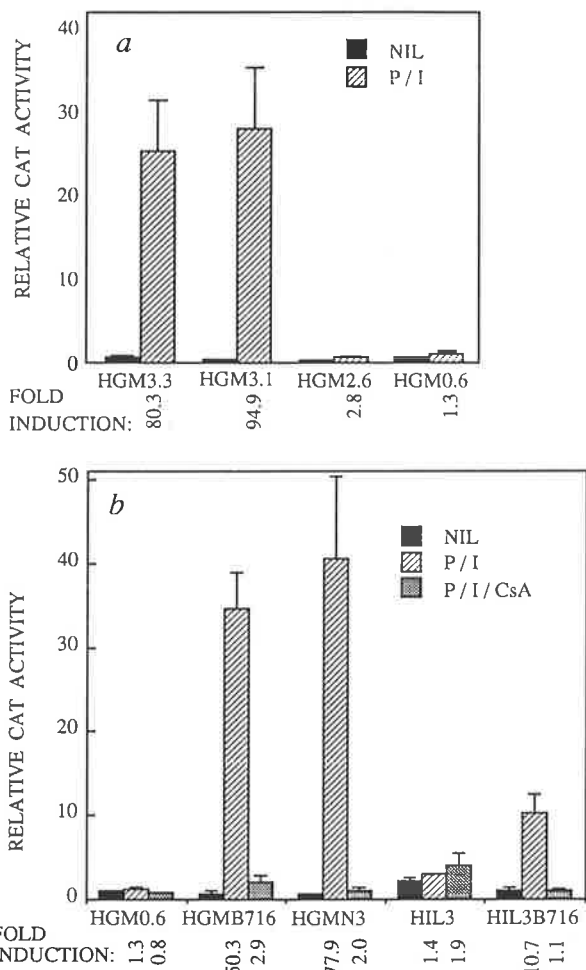 a
NIL
P / I
RELATIVE CAT ACTIVITY
40
30
20
10
0
HGM3.3 HGM3.1 HGM2.6 HGM0.6
FOLD
INDUCTION: 80.3 94.9 2.8 1.3
b
NIL
P / I
P / I / CsA
RELATIVE CAT ACTIVITY
50
40
30
20
10
0
HGM0.6 HGMB716 HGMN3 HIL3 HIL3B716
FOLD
INDUCTION: 1.3 0.8 2.9 77.9 2.0 1.4 1.9 10.7 1.1